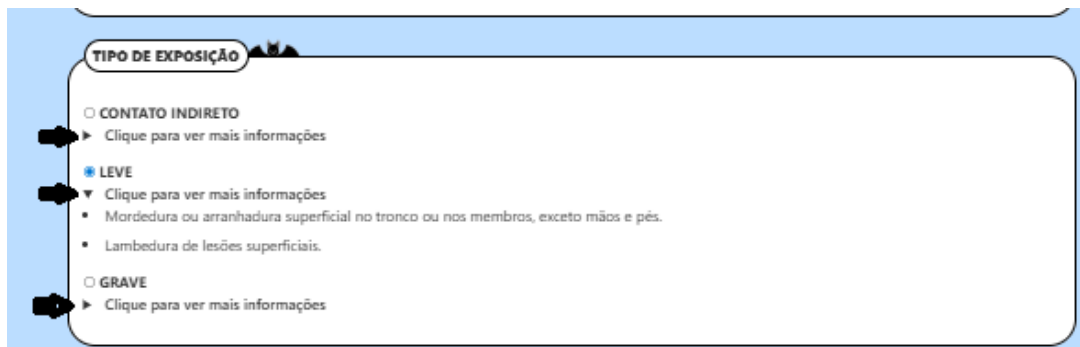 TIPO DE EXPOSIÇÃO
CONTATO INDIRETO
Clique para ver mais informações
LEVE
Clique para ver mais informações
Mordedura ou arranhadura superficial no tronco ou nos membros, exceto mãos e pés.
Lambedura de lesões superficiais.
GRAVE
Clique para ver mais informações